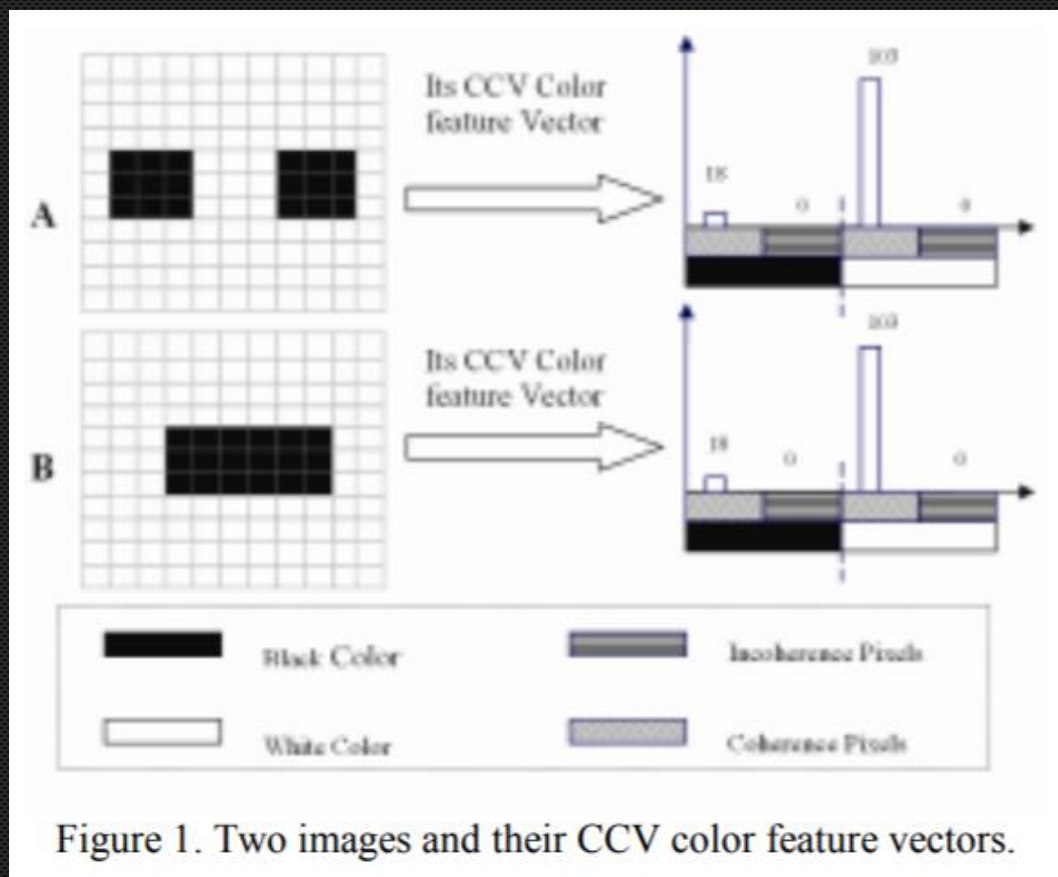 Its CCV Color
feature Vector
A
18
0
103
0
Its CCV Color
feature Vector
B
18
0
103
0
Black Color
Incoherence Pixels
White Color
Coherence Pixels
Figure 1. Two images and their CCV color feature vectors.